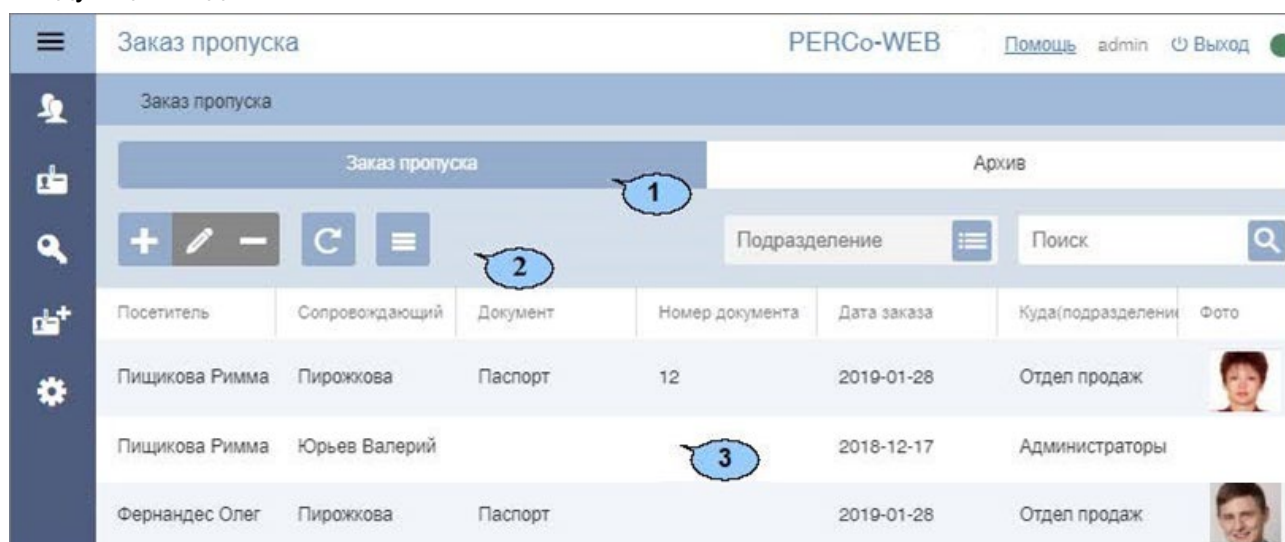 Заказ пропуска PERCo-WEB Помощь admin Выход
Заказ пропуска
Заказ пропуска Архив
1
Подразделение Поиск
2
Посетитель Сопровождающий Документ Номер документа Дата заказа Куда(подразделени Фото
Пищикова Римма Пирожкова Паспорт 12 2019-01-28 Отдел продаж
Пищикова Римма Юрьев Валерий 2018-12-17 Администраторы
3
Фернандес Олег Пирожкова Паспорт 2019-01-28 Отдел продаж